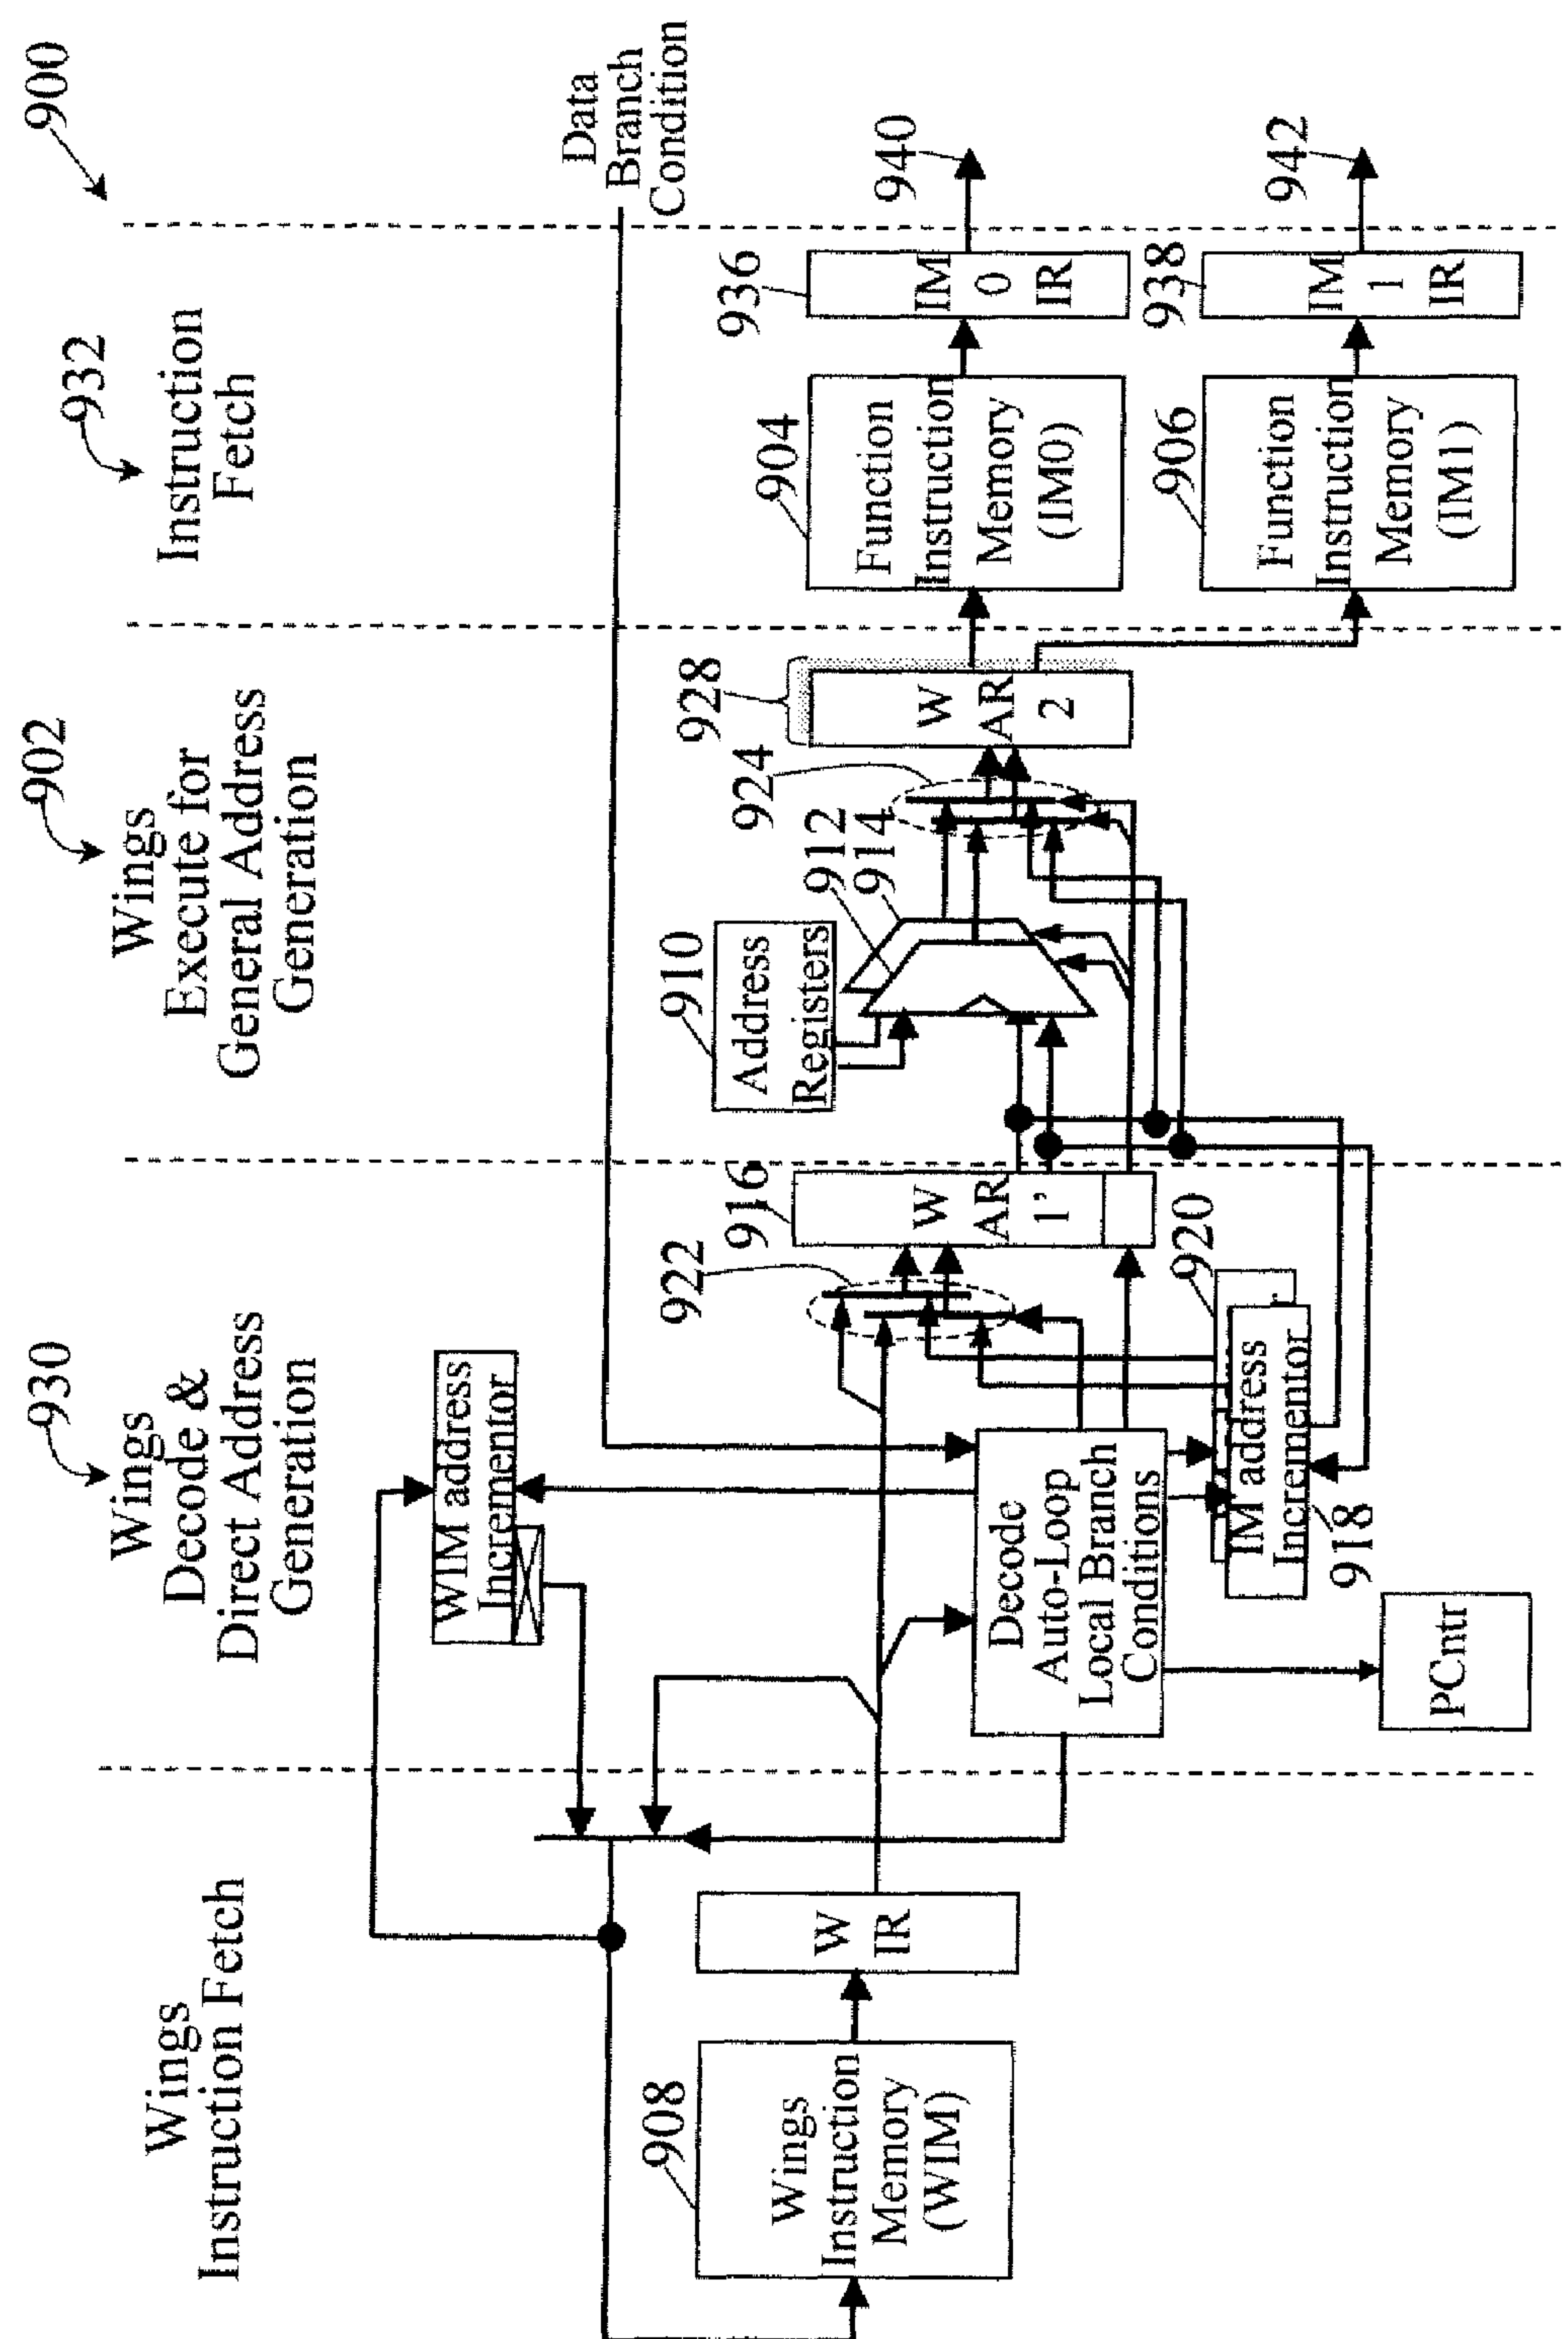 900
Wings
Instruction Fetch
930
Wings
Decode &
Direct Address
Generation
902
Wings
Execute for
General Address
Generation
932
Instruction
Fetch
Data
Branch
Condition
WIM address
Incrementor
908
Wings
Instruction
Memory
(WIM)
W
IR
Decode
Auto-Loop
Local Branch
Conditions
PCntr
922
916
W
AR
1'
920
r
IM address
Incrementor
918
910
Address
Registers
912
914
924
928
W
AR
2
904
Function
Instruction
Memory
(IM0)
936
IM
0
IR
940
906
Function
Instruction
Memory
(IM1)
938
IM
1
IR
942